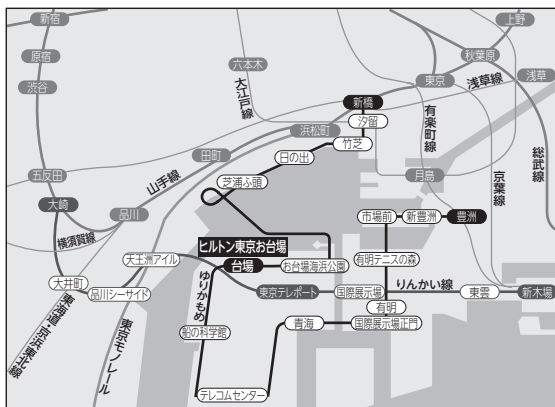 新宿
原宿
渋谷
五反田
大崎
横須賀線
大井町
品川シーサイド
東海道・京浜東北線
東京モノレール
天王洲アイル
品川
山手線
田町
浜松町
六本木
大江戸線
新橋
汐留
竹芝
日の出
芝浦ふ頭
東京
秋葉原
上野
浅草
浅草線
有楽町線
月島
京葉線
総武線
市場前
新豊洲
豊洲
有明テニスの森
ヒルトン東京お台場
台場
お台場海浜公園
ゆりかもめ
東京テレポート
国際展示場
りんかい線
東雲
新木場
有明
国際展示場正門
青海
船の科学館
テレコムセンター